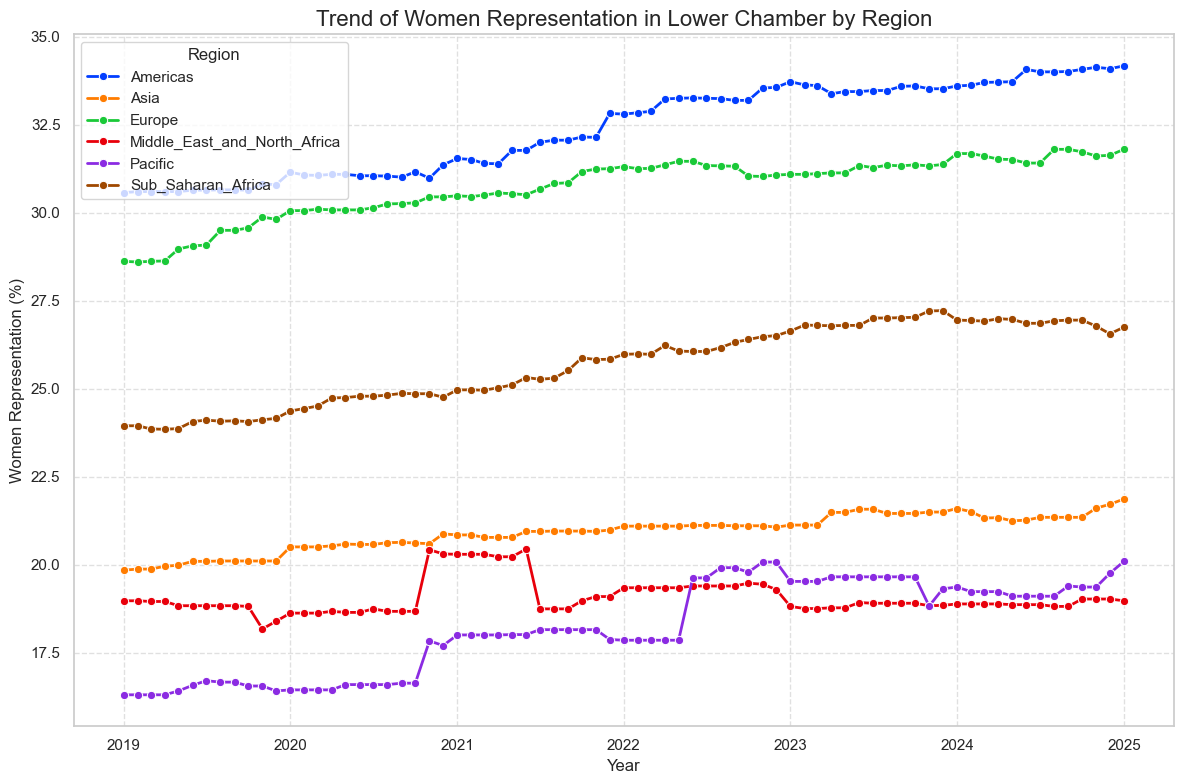 Trend of Women Representation in Lower Chamber by Region
35.0
32.5
30.0
27.5
25.0
22.5
20.0
17.5
Women Representation (%)
Region
Americas
Asia
Europe
Middle_East_and_North_Africa
Pacific
Sub_Saharan_Africa
2019 2020 2021 2022 2023 2024 2025
Year